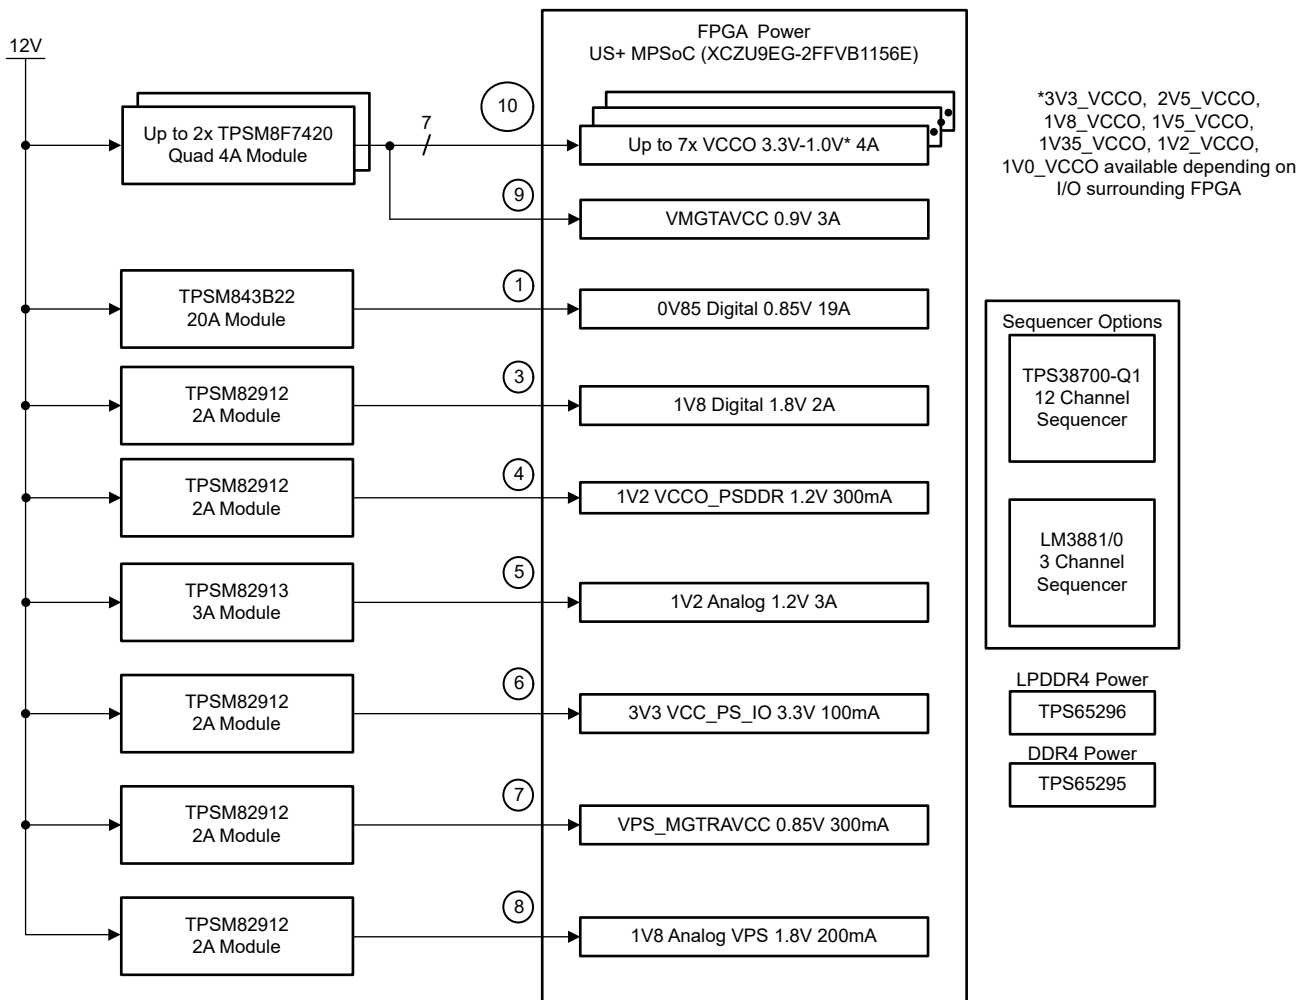 12V
FPGA Power
US+ MPSoC (XCZU9EG-2FFVB1156E)
Up to 2x TPSM8F7420
Quad 4A Module
7
10
Up to 7x VCCO 3.3V-1.0V* 4A
*3V3_VCCO, 2V5_VCCO,
1V8_VCCO, 1V5_VCCO,
1V35_VCCO, 1V2_VCCO,
1V0_VCCO available depending on
I/O surrounding FPGA
9
VMGTAVCC 0.9V 3A
TPSM843B22
20A Module
1
0V85 Digital 0.85V 19A
TPSM82912
2A Module
3
1V8 Digital 1.8V 2A
TPSM82912
2A Module
4
1V2 VCCO_PSDDR 1.2V 300mA
TPSM82913
3A Module
5
1V2 Analog 1.2V 3A
TPSM82912
2A Module
6
3V3 VCC_PS_IO 3.3V 100mA
TPSM82912
2A Module
7
VPS_MGTRAVCC 0.85V 300mA
TPSM82912
2A Module
8
1V8 Analog VPS 1.8V 200mA
Sequencer Options
TPS38700-Q1
12 Channel
Sequencer
LM3881/0
3 Channel
Sequencer
LPDDR4 Power
TPS65296
DDR4 Power
TPS65295